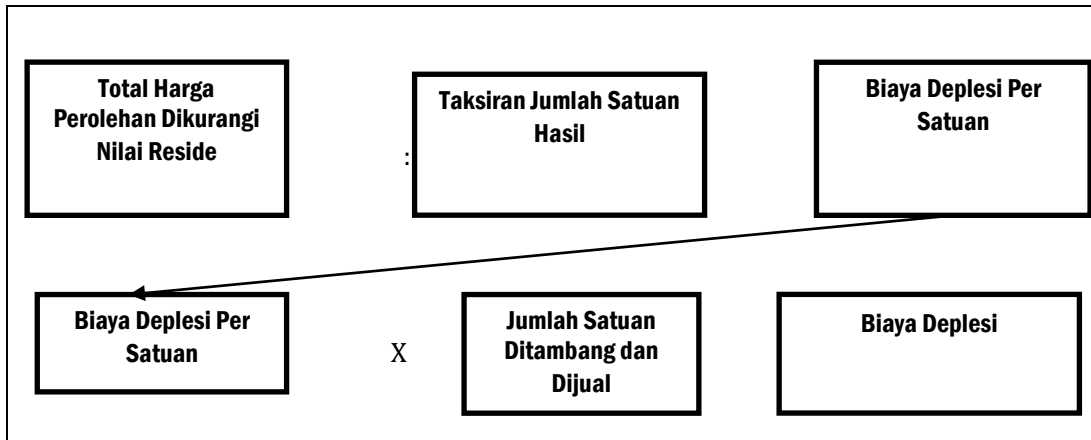 Total Harga
Perolehan Dikurangi
Nilai Reside
:
Taksiran Jumlah Satuan
Hasil
Biaya Deplesi Per
Satuan
Biaya Deplesi Per
Satuan
X
Jumlah Satuan
Ditambang dan
Dijual
Biaya Deplesi